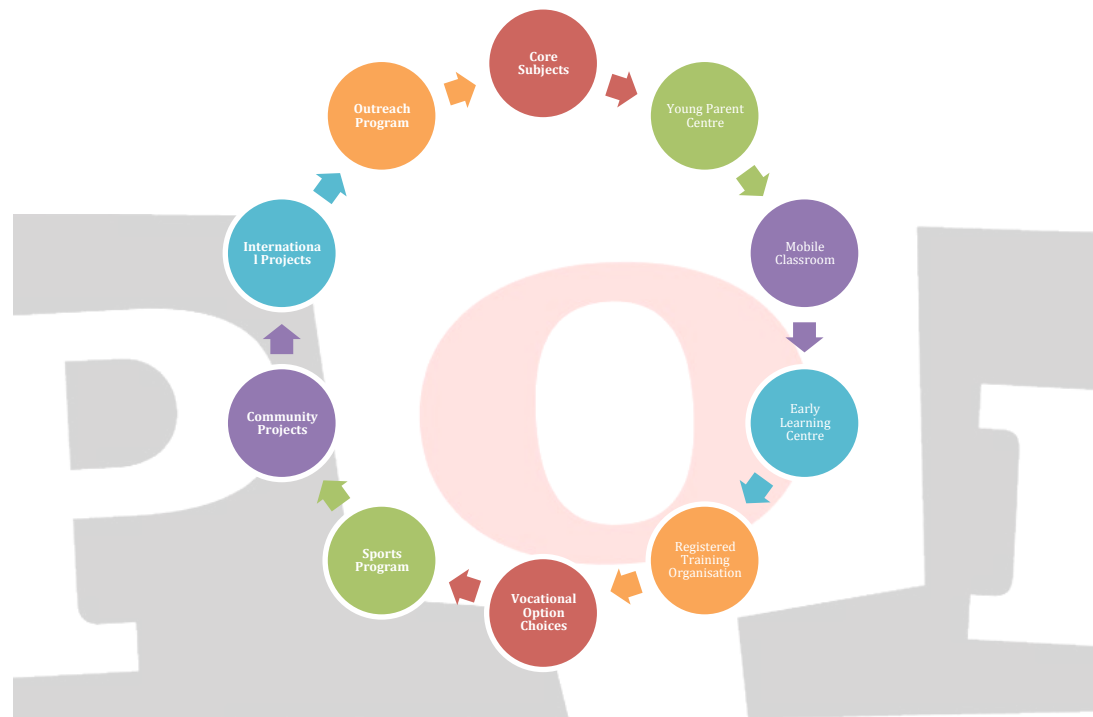 Core
Subjects
Young Parent
Centre
Mobile
Classroom
Early
Learning
Centre
Registered
Training
Organisation
Vocational
Option
Choices
Sports
Program
Community
Projects
Internationa
l Projects
Outreach
Program